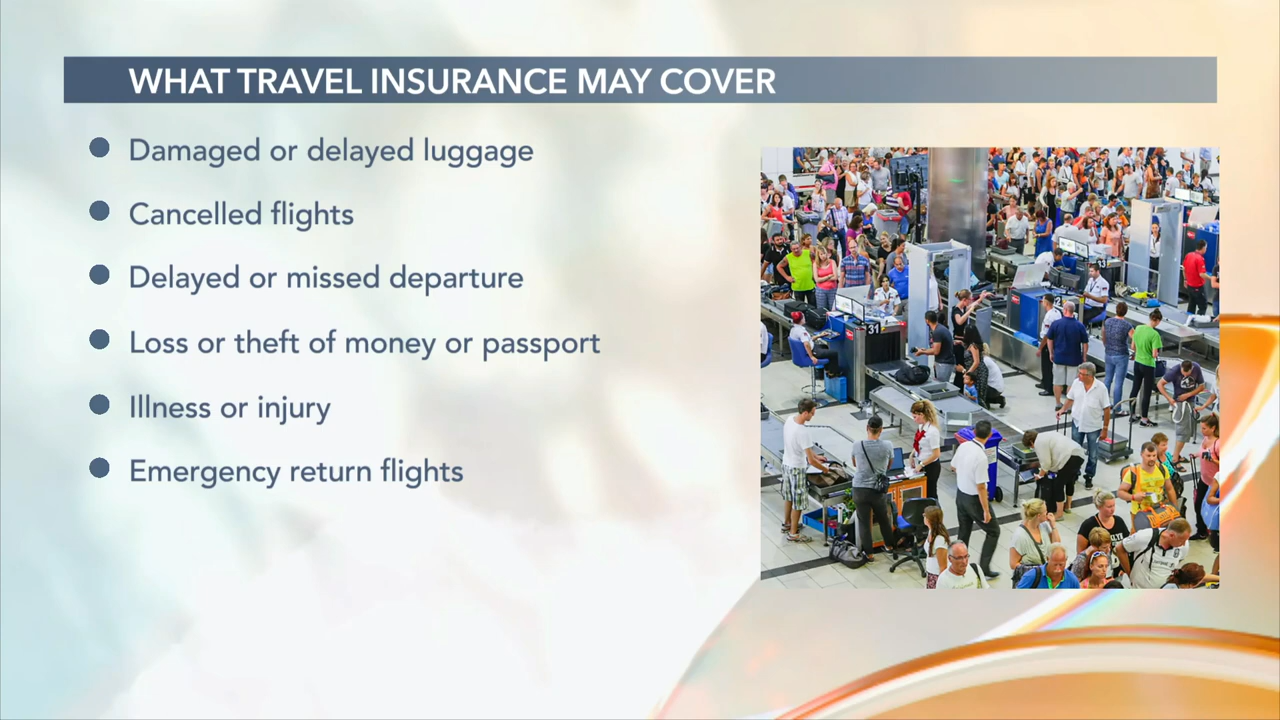 WHAT TRAVEL INSURANCE MAY COVER
Damaged or delayed luggage
Cancelled flights
Delayed or missed departure
Loss or theft of money or passport
Illness or injury
Emergency return flights
31